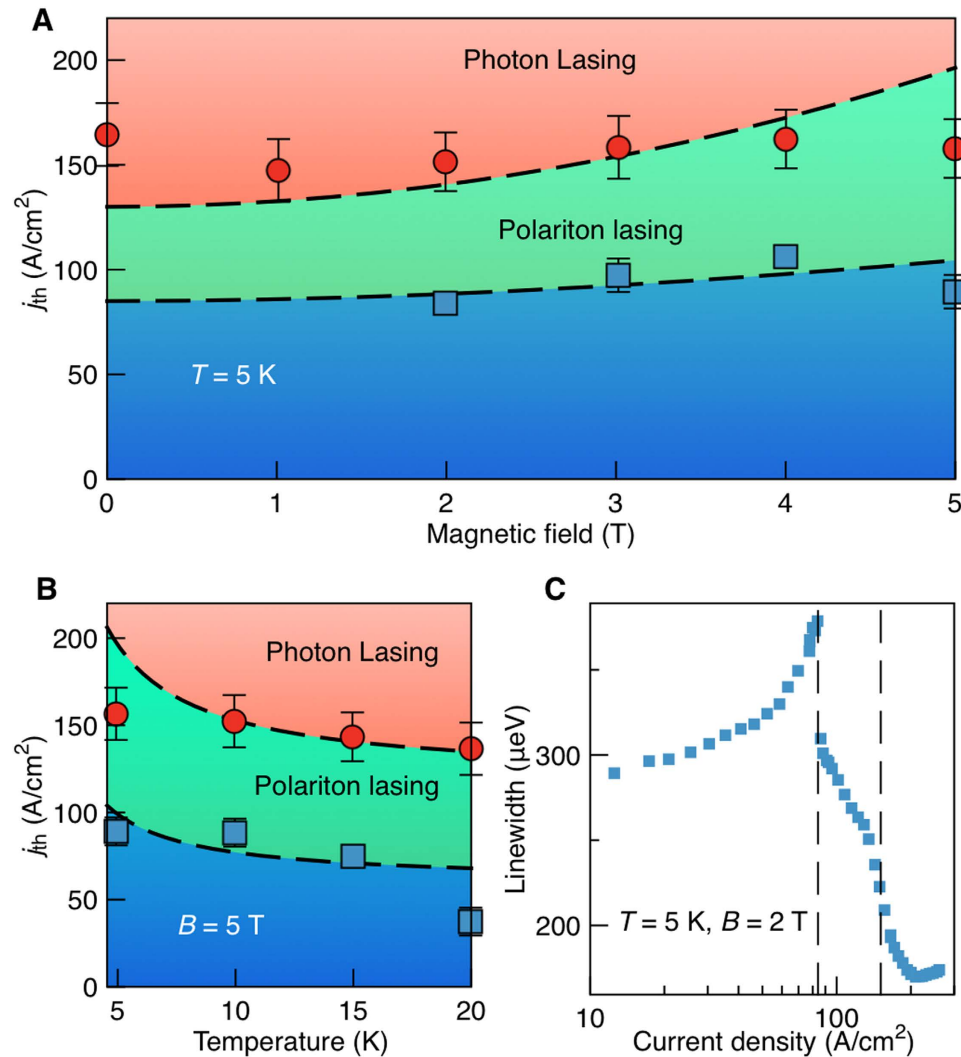 A
200
150
100
50
0
j_th (A/cm²)
Photon Lasing
Polariton lasing
T = 5 K
0 1 2 3 4 5
Magnetic field (T)
B
200
150
100
50
0
j_th (A/cm²)
Photon Lasing
Polariton lasing
B = 5 T
5 10 15 20
Temperature (K)
C
300
200
Linewidth (µeV)
T = 5 K, B = 2 T
10 100
Current density (A/cm²)